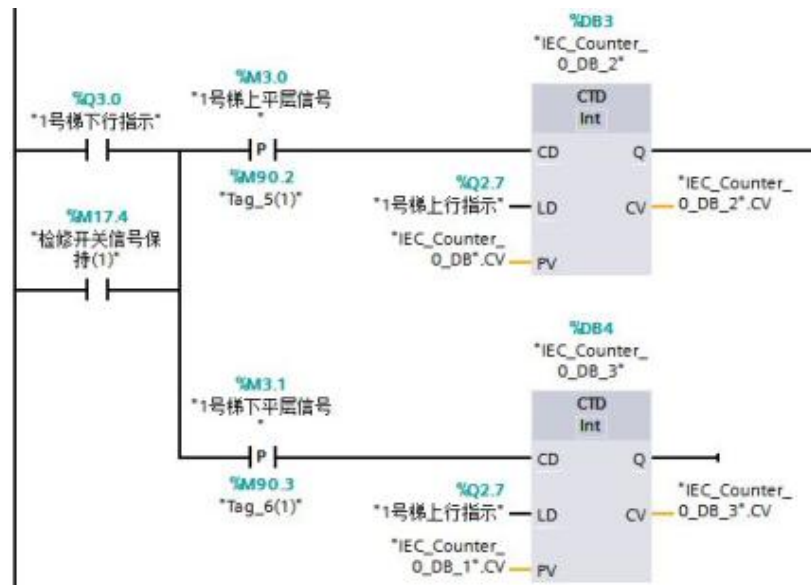 %DB3
"IEC_Counter_
0_DB_2"
CTD
Int
%Q3.0
"1号梯下行指示"
%M3.0
"1号梯上平层信号
"
P
%M90.2
"Tag_5(1)"
CD
Q
%Q2.7
"1号梯上行指示"
LD
CV
"IEC_Counter_
0_DB_2".CV
"IEC_Counter_
0_DB".CV
PV
%M17.4
"检修开关信号保
持(1)"
%DB4
"IEC_Counter_
0_DB_3"
CTD
Int
%M3.1
"1号梯下平层信号
"
P
%M90.3
"Tag_6(1)"
CD
Q
%Q2.7
"1号梯上行指示"
LD
CV
"IEC_Counter_
0_DB_3".CV
"IEC_Counter_
0_DB_1".CV
PV